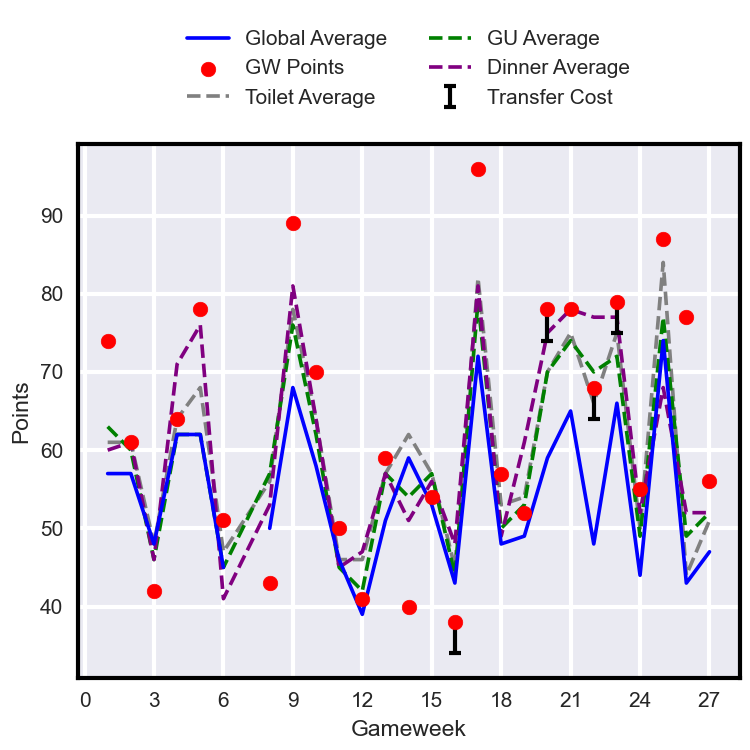 Global Average
GW Points
Toilet Average
GU Average
Dinner Average
Transfer Cost
Points
90
80
70
60
50
40
0 3 6 9 12 15 18 21 24 27
Gameweek